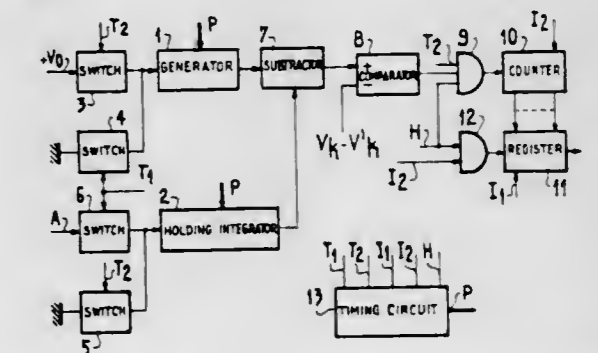 T2 P I2
1 7 8 9 10
+V0 SWITCH GENERATOR SUBTRACTOR + COMPARATOR − T2 COUNTER
3
4
SWITCH
Vk-V'k H 12
I2 REGISTER
T1
6 2 P I1 11
A SWITCH HOLDING INTEGRATOR
T2 T1 T2 I1 I2 H
SWITCH 13 TIMING CIRCUIT P
5